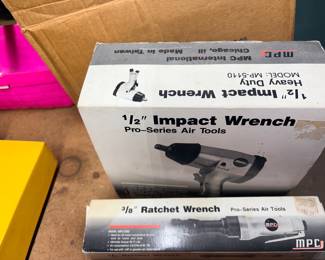 MPC
MPC International
Chicago, Ill
Made in Taiwan
1/2" Impact Wrench
Heavy Duty
MODEL: MP-5110
1/2" Impact Wrench
Pro-Series Air Tools
3/8" Ratchet Wrench
Pro-Series Air Tools
MPC